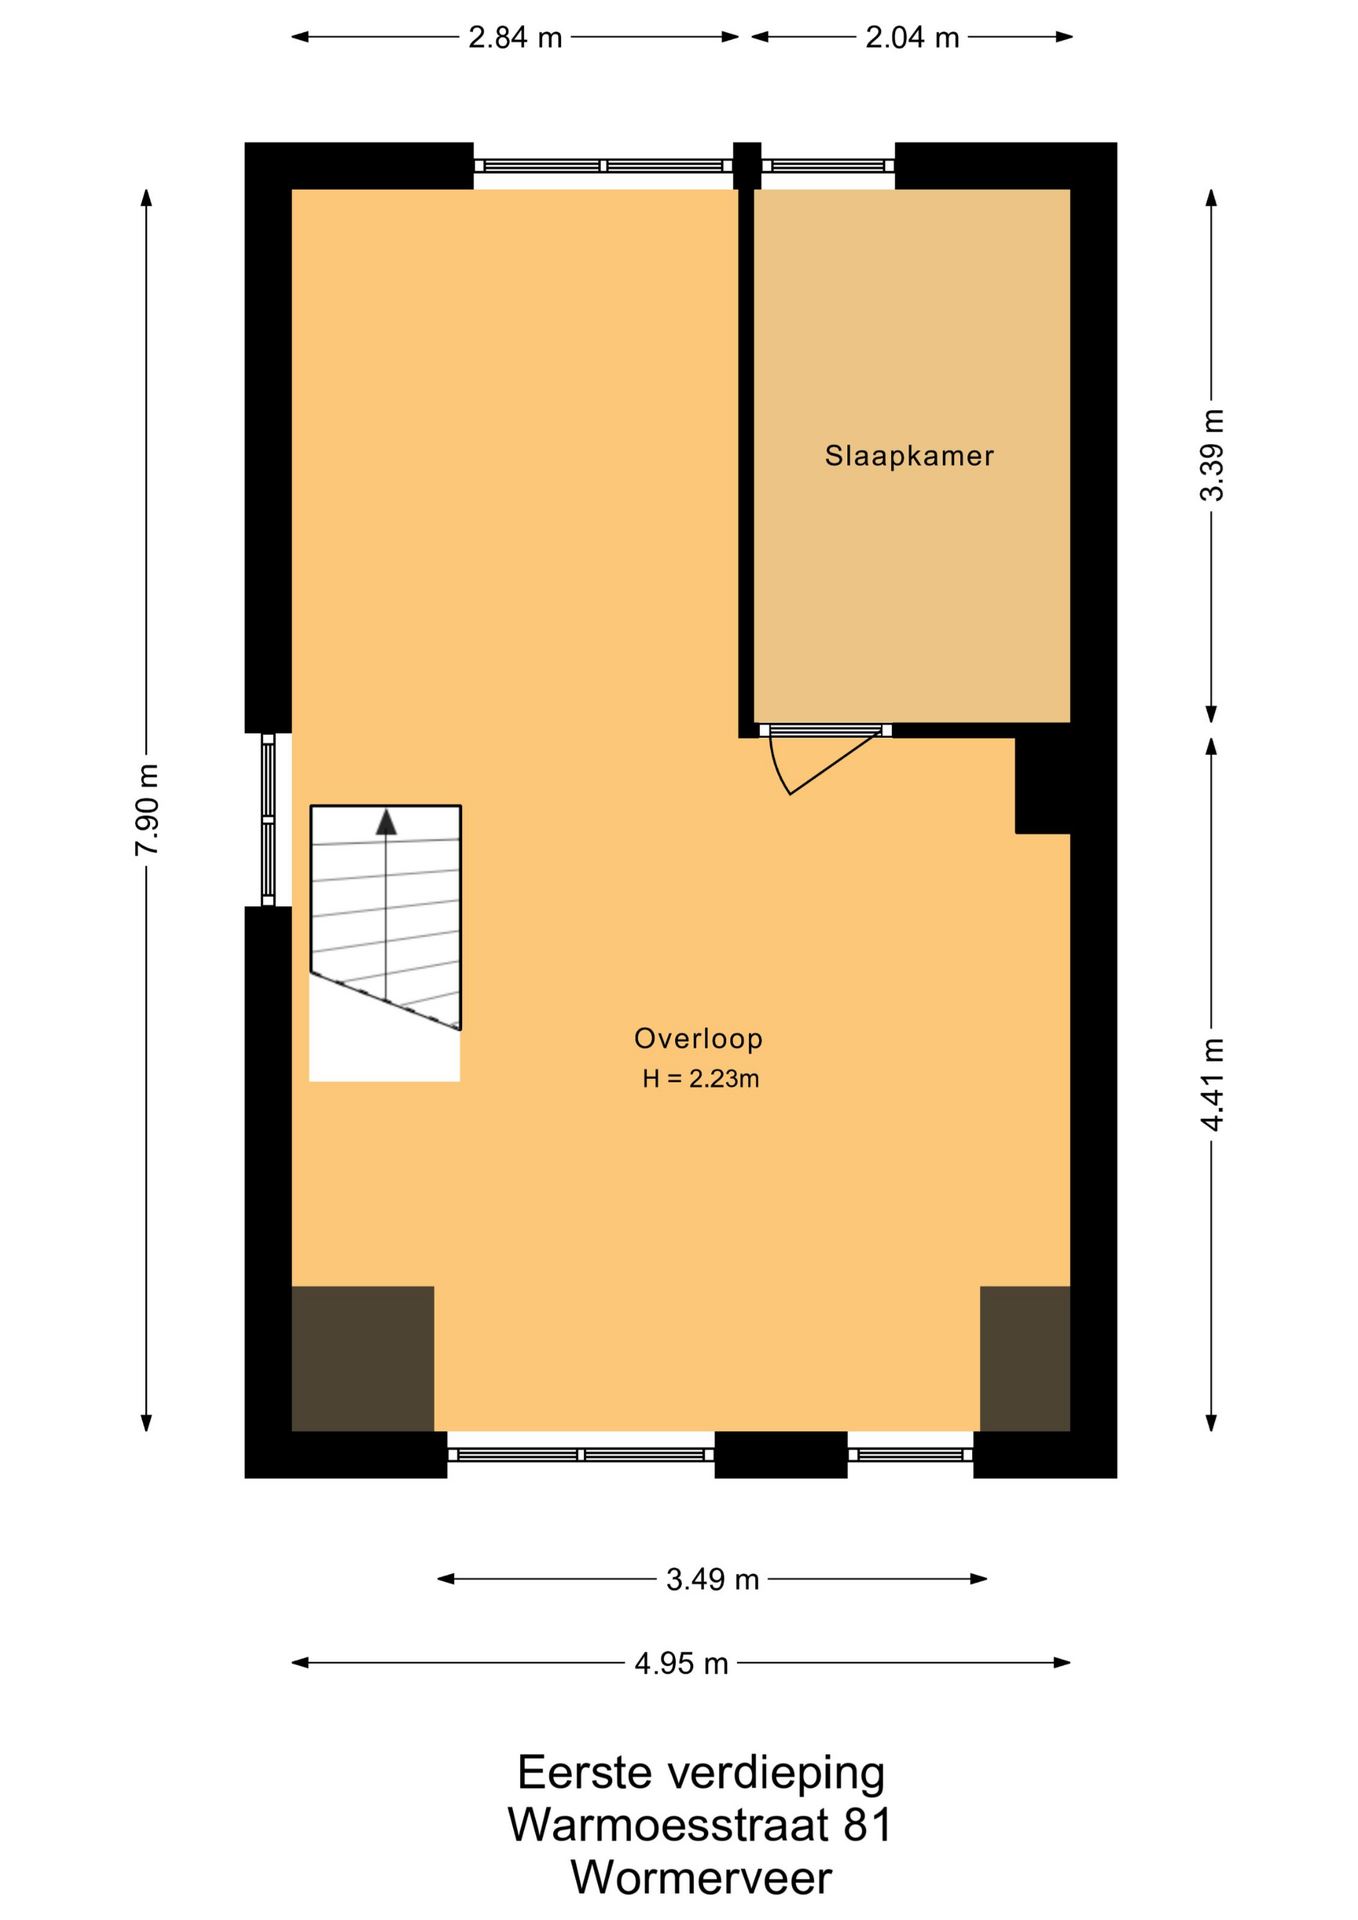 2.84 m
2.04 m
3.39 m
Slaapkamer
7.90 m
Overloop
H = 2.23m
4.41 m
3.49 m
4.95 m
Eerste verdieping
Warmoesstraat 81
Wormerveer